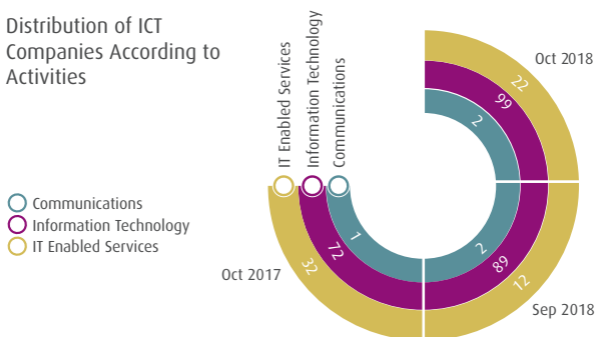 Distribution of ICT
Companies According to
Activities
IT Enabled Services
Information Technology
Communications
Oct 2018
22
99
2
Communications
Information Technology
IT Enabled Services
Oct 2017
32
72
1
2
89
12
Sep 2018